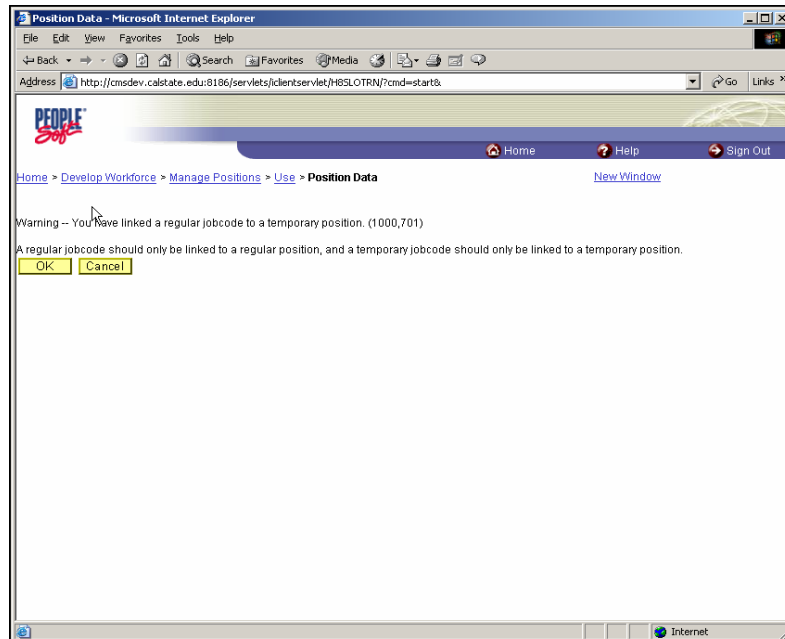 Position Data - Microsoft Internet Explorer
File Edit View Favorites Tools Help
Back Search Favorites Media
Address http://cmsdev.calstate.edu:8186/servlets/iclientservlet/H8SLOTRN/?cmd=start& Go Links »
PEOPLE
Soft
Home Help Sign Out
Home > Develop Workforce > Manage Positions > Use > Position Data New Window
Warning -- You have linked a regular jobcode to a temporary position. (1000,701)
A regular jobcode should only be linked to a regular position, and a temporary jobcode should only be linked to a temporary position.
OK Cancel
Internet